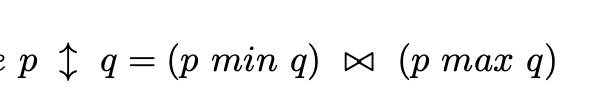 p ↕ q = (p min q) ⋈ (p max q)